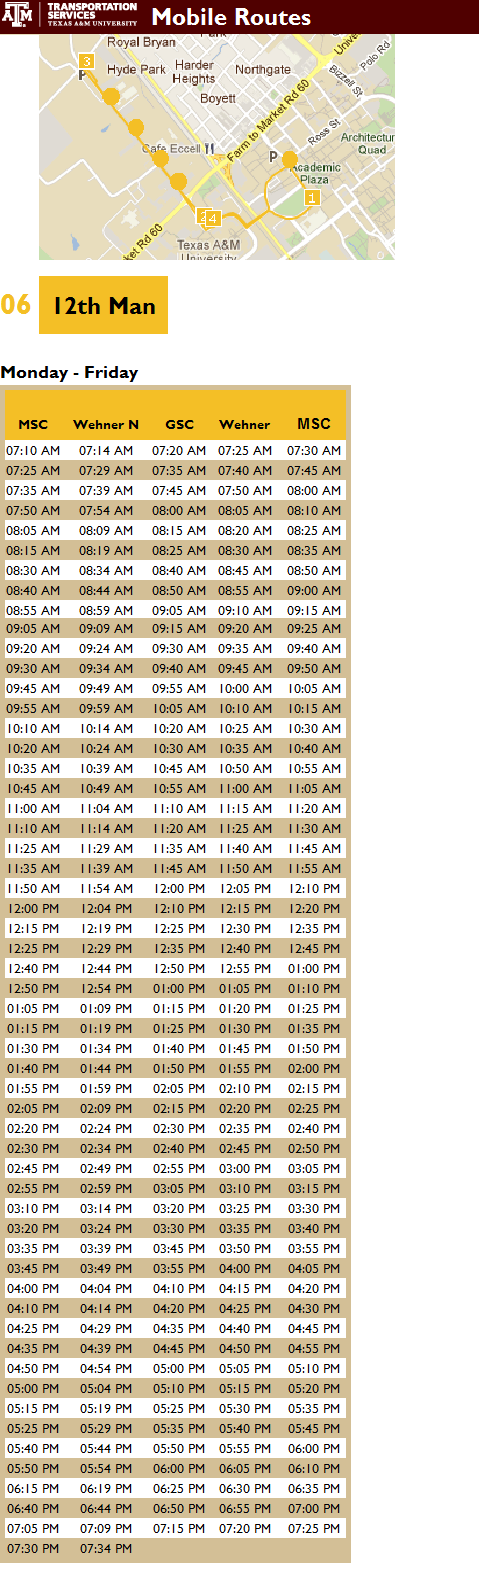 TRANSPORTATION
SERVICES
TEXAS A&M UNIVERSITY
Mobile Routes
Park
Royal Bryan
Hyde Park
Harder
Heights
Northgate
Boyett
Polo Rd
Bizzell St
Farm to Market Rd 60
Ross St
Cafe Eccell
Architectur
Quad
Academic
Plaza
P
P
3
1
2
4
Texas A&M
University
ket Rd 60
06
12th Man
Monday - Friday
MSC Wehner N GSC Wehner MSC
07:10 AM 07:14 AM 07:20 AM 07:25 AM 07:30 AM
07:25 AM 07:29 AM 07:35 AM 07:40 AM 07:45 AM
07:35 AM 07:39 AM 07:45 AM 07:50 AM 08:00 AM
07:50 AM 07:54 AM 08:00 AM 08:05 AM 08:10 AM
08:05 AM 08:09 AM 08:15 AM 08:20 AM 08:25 AM
08:15 AM 08:19 AM 08:25 AM 08:30 AM 08:35 AM
08:30 AM 08:34 AM 08:40 AM 08:45 AM 08:50 AM
08:40 AM 08:44 AM 08:50 AM 08:55 AM 09:00 AM
08:55 AM 08:59 AM 09:05 AM 09:10 AM 09:15 AM
09:05 AM 09:09 AM 09:15 AM 09:20 AM 09:25 AM
09:20 AM 09:24 AM 09:30 AM 09:35 AM 09:40 AM
09:30 AM 09:34 AM 09:40 AM 09:45 AM 09:50 AM
09:45 AM 09:49 AM 09:55 AM 10:00 AM 10:05 AM
09:55 AM 09:59 AM 10:05 AM 10:10 AM 10:15 AM
10:10 AM 10:14 AM 10:20 AM 10:25 AM 10:30 AM
10:20 AM 10:24 AM 10:30 AM 10:35 AM 10:40 AM
10:35 AM 10:39 AM 10:45 AM 10:50 AM 10:55 AM
10:45 AM 10:49 AM 10:55 AM 11:00 AM 11:05 AM
11:00 AM 11:04 AM 11:10 AM 11:15 AM 11:20 AM
11:10 AM 11:14 AM 11:20 AM 11:25 AM 11:30 AM
11:25 AM 11:29 AM 11:35 AM 11:40 AM 11:45 AM
11:35 AM 11:39 AM 11:45 AM 11:50 AM 11:55 AM
11:50 AM 11:54 AM 12:00 PM 12:05 PM 12:10 PM
12:00 PM 12:04 PM 12:10 PM 12:15 PM 12:20 PM
12:15 PM 12:19 PM 12:25 PM 12:30 PM 12:35 PM
12:25 PM 12:29 PM 12:35 PM 12:40 PM 12:45 PM
12:40 PM 12:44 PM 12:50 PM 12:55 PM 01:00 PM
12:50 PM 12:54 PM 01:00 PM 01:05 PM 01:10 PM
01:05 PM 01:09 PM 01:15 PM 01:20 PM 01:25 PM
01:15 PM 01:19 PM 01:25 PM 01:30 PM 01:35 PM
01:30 PM 01:34 PM 01:40 PM 01:45 PM 01:50 PM
01:40 PM 01:44 PM 01:50 PM 01:55 PM 02:00 PM
01:55 PM 01:59 PM 02:05 PM 02:10 PM 02:15 PM
02:05 PM 02:09 PM 02:15 PM 02:20 PM 02:25 PM
02:20 PM 02:24 PM 02:30 PM 02:35 PM 02:40 PM
02:30 PM 02:34 PM 02:40 PM 02:45 PM 02:50 PM
02:45 PM 02:49 PM 02:55 PM 03:00 PM 03:05 PM
02:55 PM 02:59 PM 03:05 PM 03:10 PM 03:15 PM
03:10 PM 03:14 PM 03:20 PM 03:25 PM 03:30 PM
03:20 PM 03:24 PM 03:30 PM 03:35 PM 03:40 PM
03:35 PM 03:39 PM 03:45 PM 03:50 PM 03:55 PM
03:45 PM 03:49 PM 03:55 PM 04:00 PM 04:05 PM
04:00 PM 04:04 PM 04:10 PM 04:15 PM 04:20 PM
04:10 PM 04:14 PM 04:20 PM 04:25 PM 04:30 PM
04:25 PM 04:29 PM 04:35 PM 04:40 PM 04:45 PM
04:35 PM 04:39 PM 04:45 PM 04:50 PM 04:55 PM
04:50 PM 04:54 PM 05:00 PM 05:05 PM 05:10 PM
05:00 PM 05:04 PM 05:10 PM 05:15 PM 05:20 PM
05:15 PM 05:19 PM 05:25 PM 05:30 PM 05:35 PM
05:25 PM 05:29 PM 05:35 PM 05:40 PM 05:45 PM
05:40 PM 05:44 PM 05:50 PM 05:55 PM 06:00 PM
05:50 PM 05:54 PM 06:00 PM 06:05 PM 06:10 PM
06:15 PM 06:19 PM 06:25 PM 06:30 PM 06:35 PM
06:40 PM 06:44 PM 06:50 PM 06:55 PM 07:00 PM
07:05 PM 07:09 PM 07:15 PM 07:20 PM 07:25 PM
07:30 PM 07:34 PM